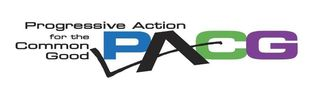 Progressive Action
for the
Common
Good
PACG